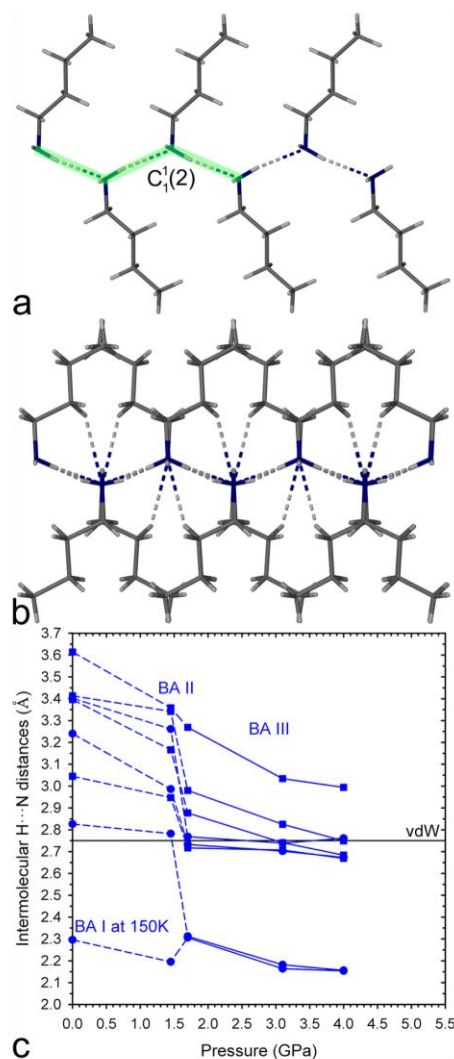 C₁¹(2)
a
b
3.7
3.6
3.5
3.4
3.3
3.2
3.1
3.0
2.9
2.8
2.7
2.6
2.5
2.4
2.3
2.2
2.1
2.0
Intermolecular H···N distances (Å)
BA II
BA III
vdW
BA I at 150K
0.0 0.5 1.0 1.5 2.0 2.5 3.0 3.5 4.0 4.5 5.0 5.5
Pressure (GPa)
c